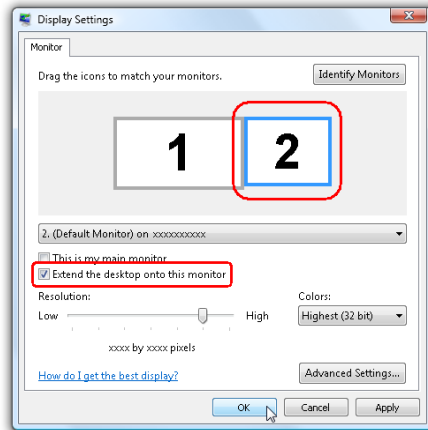 Display Settings
Monitor
Drag the icons to match your monitors.
Identify Monitors
1
2
2. (Default Monitor) on xxxxxxxxxx
This is my main monitor
Extend the desktop onto this monitor
Resolution:
Colors:
Low
High
Highest (32 bit)
xxxx by xxxx pixels
How do I get the best display?
Advanced Settings...
OK
Cancel
Apply